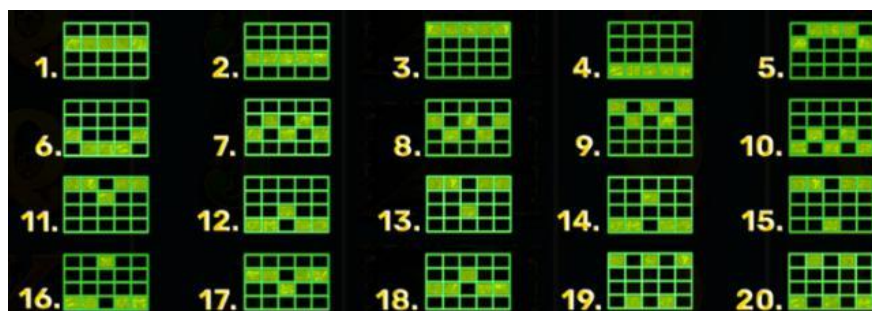 1. 2. 3. 4. 5.
6. 7. 8. 9. 10.
11. 12. 13. 14. 15.
16. 17. 18. 19. 20.